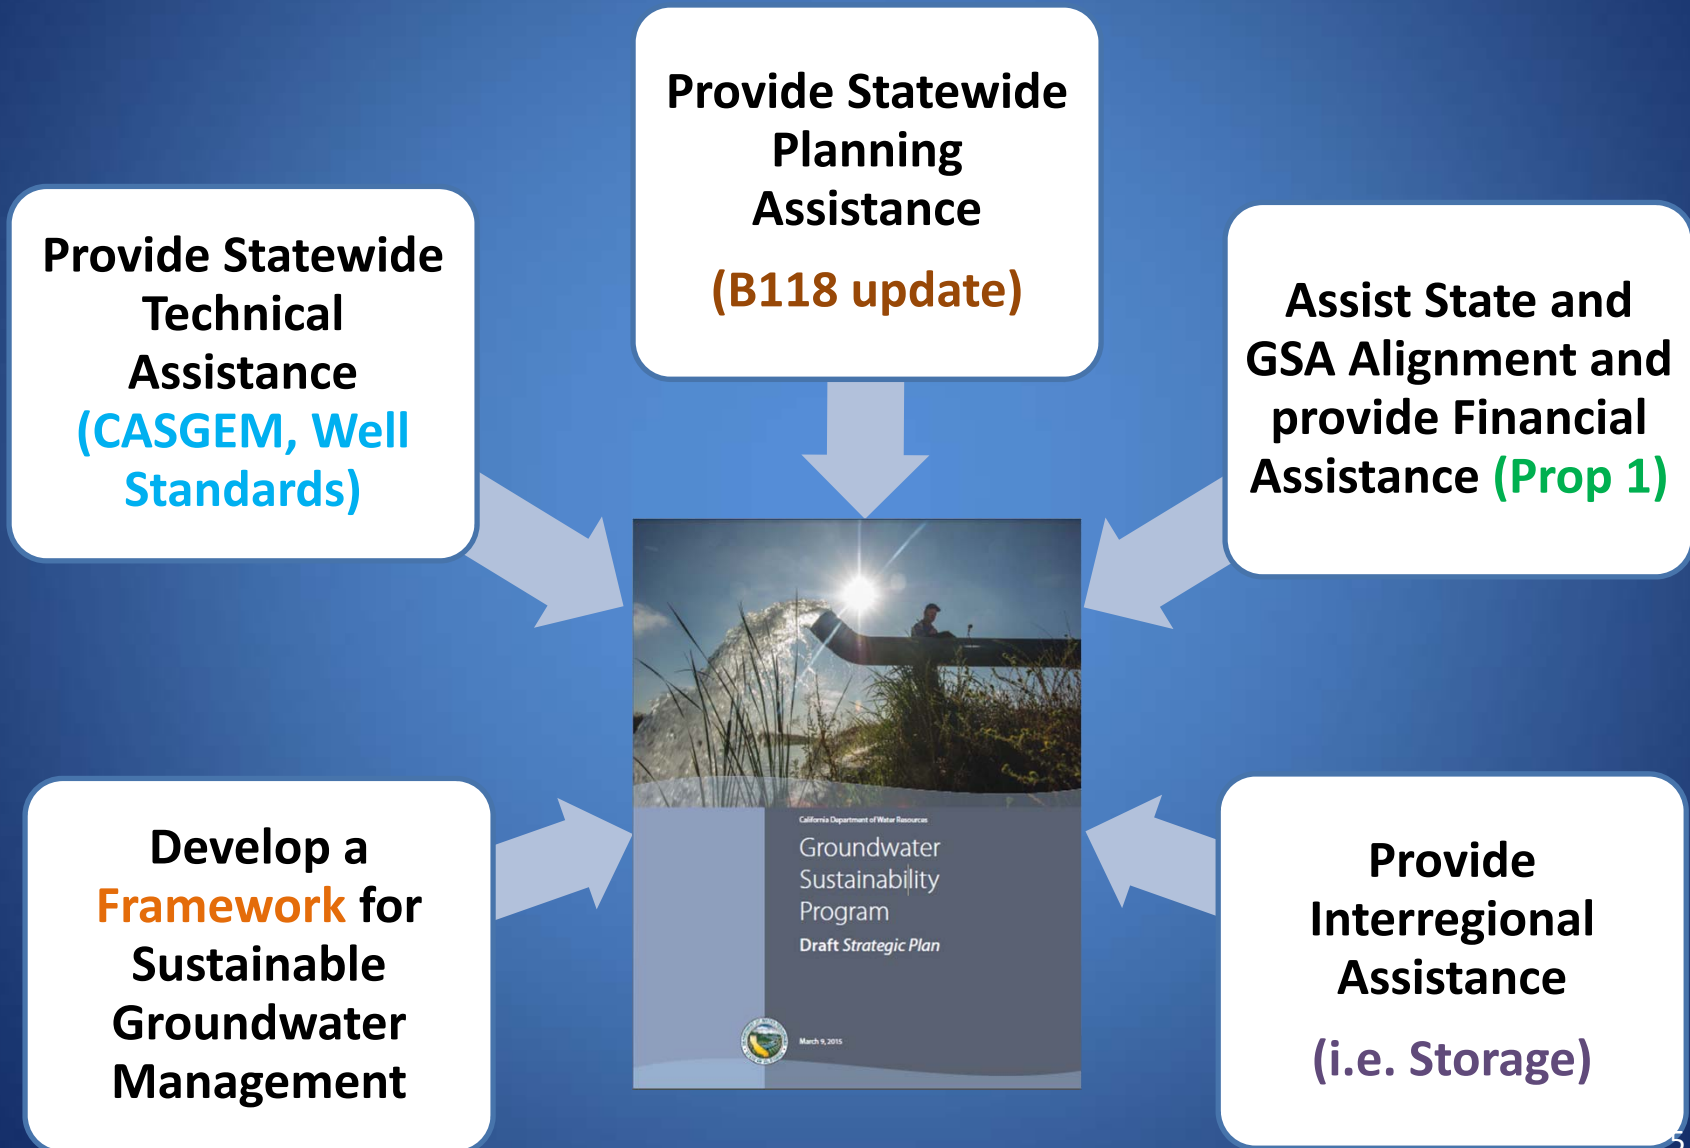 Provide Statewide
Planning
Assistance
(B118 update)
Provide Statewide
Technical
Assistance
(CASGEM, Well
Standards)
Assist State and
GSA Alignment and
provide Financial
Assistance (Prop 1)
Develop a
Framework for
Sustainable
Groundwater
Management
California Department of Water Resources
Groundwater
Sustainability
Program
Draft Strategic Plan
March 9, 2015
Provide
Interregional
Assistance
(i.e. Storage)
5